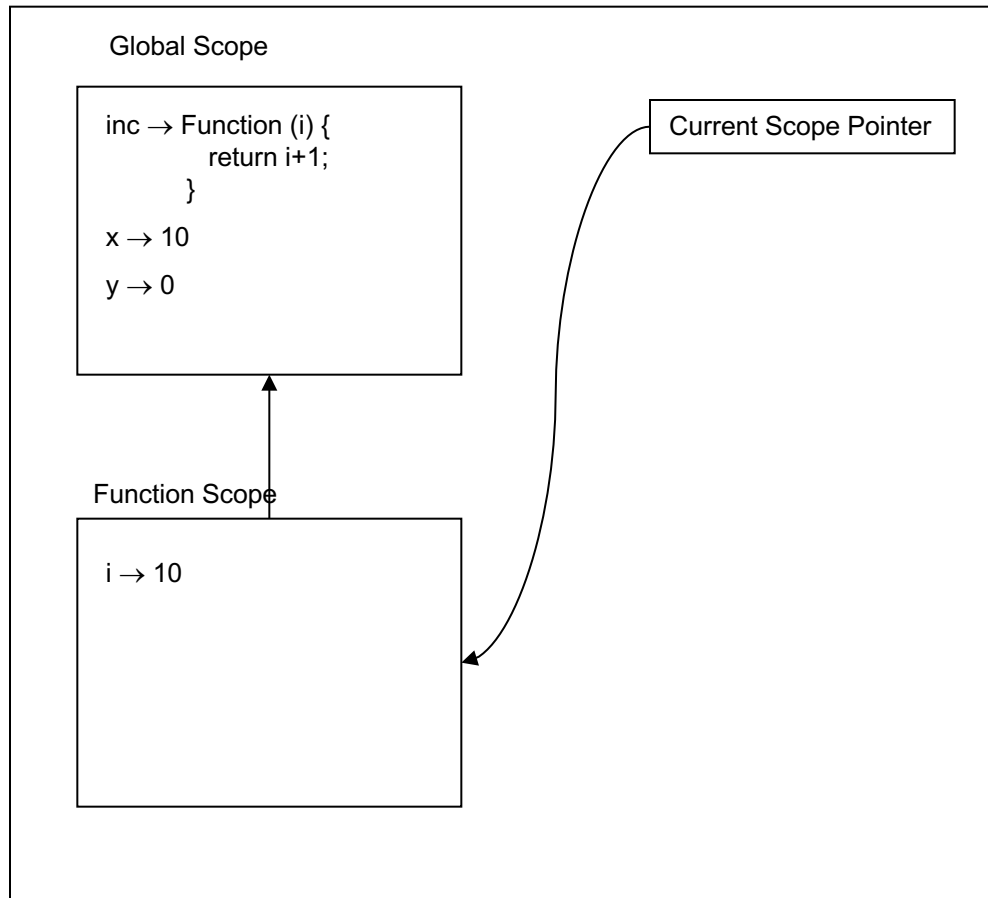 Global Scope
inc → Function (i) {
return i+1;
}
x → 10
y → 0
Current Scope Pointer
Function Scope
i → 10